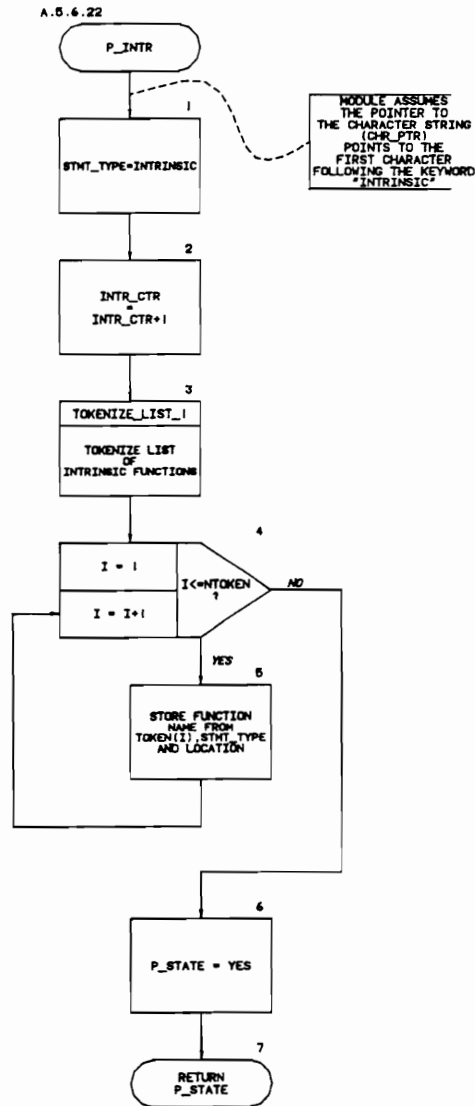 A.5.6.22
P_INTR
MODULE ASSUMES
THE POINTER TO
THE CHARACTER STRING
(CHR_PTR)
POINTS TO THE
FIRST CHARACTER
FOLLOWING THE KEYWORD
"INTRINSIC"
1
STMT_TYPE=INTRINSIC
2
INTR_CTR
=
INTR_CTR+1
3
TOKENIZE_LIST_1
TOKENIZE LIST
OF
INTRINSIC FUNCTIONS
4
I = 1
I<=NTOKEN
?
NO
I = I+1
YES
5
STORE FUNCTION
NAME FROM
TOKEN(I),STMT_TYPE
AND LOCATION
6
P_STATE = YES
7
RETURN
P_STATE